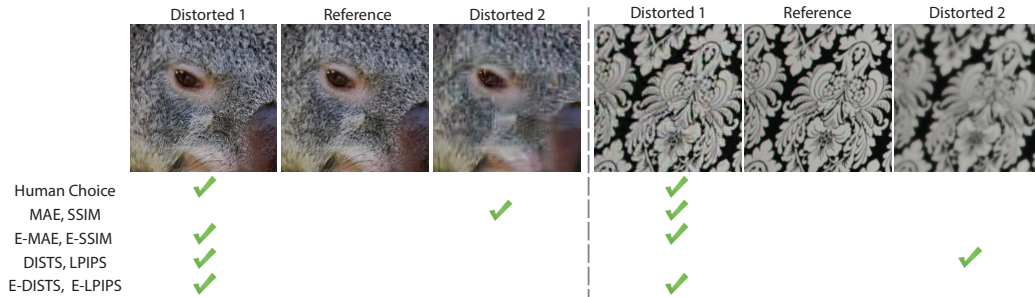 Distorted 1 Reference Distorted 2 Distorted 1 Reference Distorted 2
Human Choice
MAE, SSIM
E-MAE, E-SSIM
DISTS, LPIPS
E-DISTS, E-LPIPS